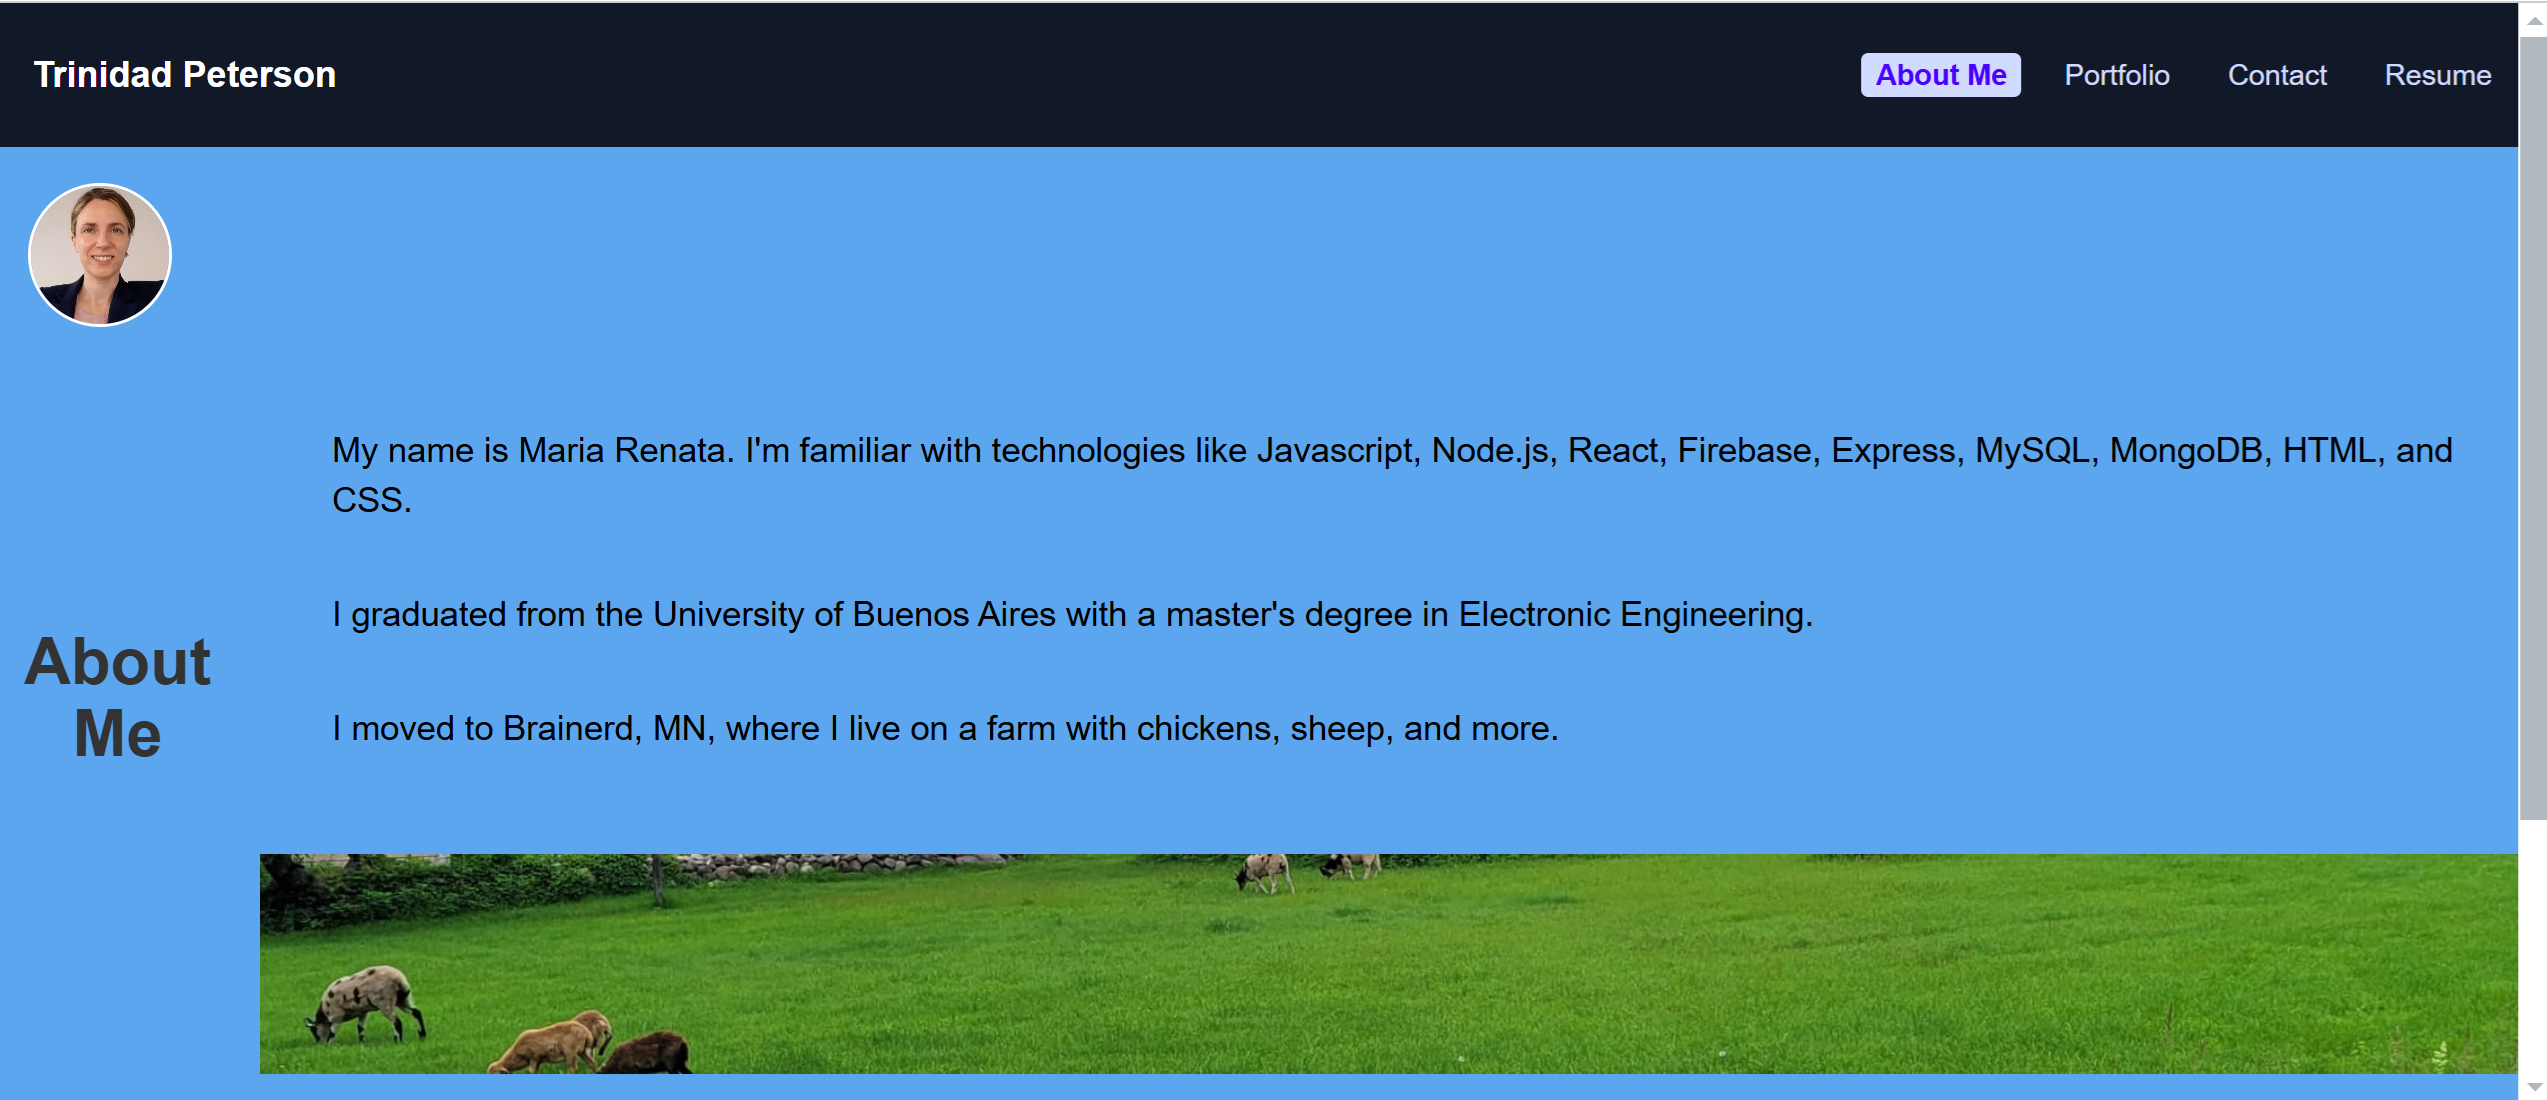 Trinidad Peterson
About Me
Portfolio
Contact
Resume
My name is Maria Renata. I'm familiar with technologies like Javascript, Node.js, React, Firebase, Express, MySQL, MongoDB, HTML, and
CSS.
I graduated from the University of Buenos Aires with a master's degree in Electronic Engineering.
About
Me
I moved to Brainerd, MN, where I live on a farm with chickens, sheep, and more.